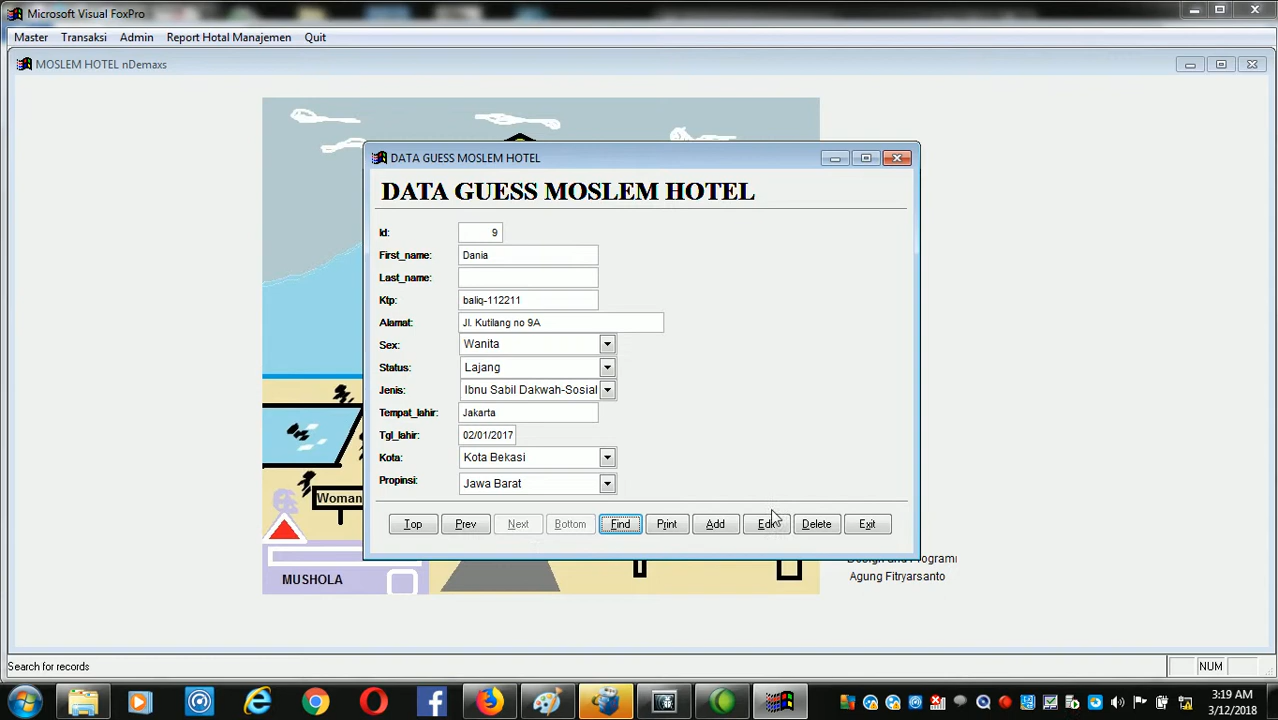 Microsoft Visual FoxPro
Master Transaksi Admin Report Hotal Manajemen Quit
MOSLEM HOTEL nDemaxs
DATA GUESS MOSLEM HOTEL
DATA GUESS MOSLEM HOTEL
Id: 9
First_name: Dania
Last_name:
Ktp: baliq-112211
Alamat: Jl. Kutilang no 9A
Sex: Wanita
Status: Lajang
Jenis: Ibnu Sabil Dakwah-Sosial
Tempat_lahir: Jakarta
Tgl_lahir: 02/01/2017
Kota: Kota Bekasi
Propinsi: Jawa Barat
Woman
Top Prev Next Bottom Find Print Add Edit Delete Exit
Design and Programi
MUSHOLA
Agung Fitryarsanto
Search for records
NUM
3:19 AM
3/12/2018